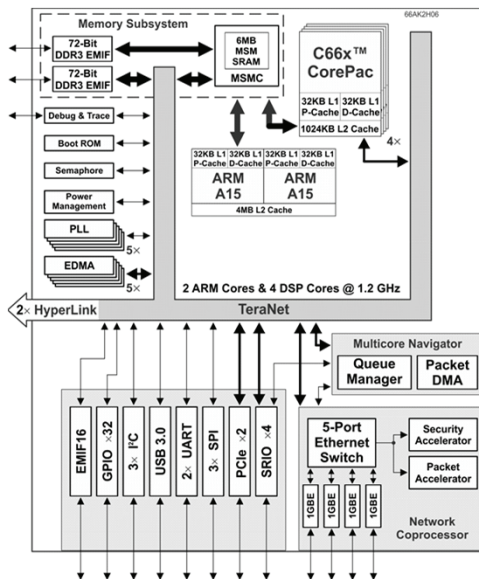 66AK2H06
Memory Subsystem
72-Bit
DDR3 EMIF
72-Bit
DDR3 EMIF
6MB
MSM
SRAM
MSMC
C66x™
CorePac
32KB L1
P-Cache
32KB L1
D-Cache
1024KB L2 Cache
4×
Debug & Trace
Boot ROM
Semaphore
Power
Management
PLL
5×
EDMA
5×
32KB L1
P-Cache
32KB L1
D-Cache
32KB L1
P-Cache
32KB L1
D-Cache
ARM
A15
ARM
A15
4MB L2 Cache
2 ARM Cores & 4 DSP Cores @ 1.2 GHz
2× HyperLink
TeraNet
Multicore Navigator
Queue
Manager
Packet
DMA
EMIF16
GPIO ×32
3× I²C
USB 3.0
2× UART
3× SPI
PCIe ×2
SRIO ×4
5-Port
Ethernet
Switch
Security
Accelerator
Packet
Accelerator
1GBE
1GBE
1GBE
1GBE
Network
Coprocessor